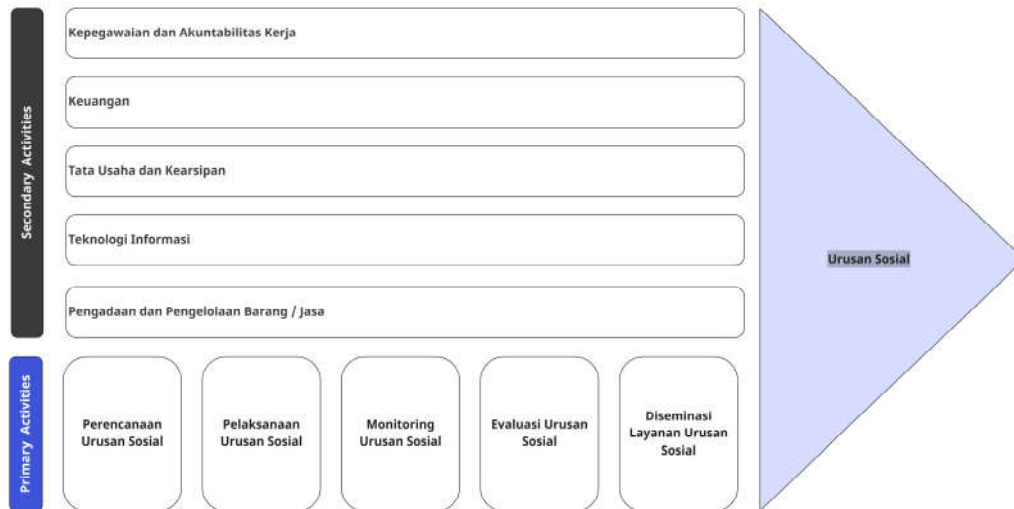 Secondary Activities
Kepegawaian dan Akuntabilitas Kerja
Keuangan
Tata Usaha dan Kearsipan
Teknologi Informasi
Pengadaan dan Pengelolaan Barang / Jasa
Primary Activities
Perencanaan
Urusan Sosial
Pelaksanaan
Urusan Sosial
Monitoring
Urusan Sosial
Evaluasi Urusan
Sosial
Diseminasi
Layanan Urusan
Sosial
Urusan Sosial